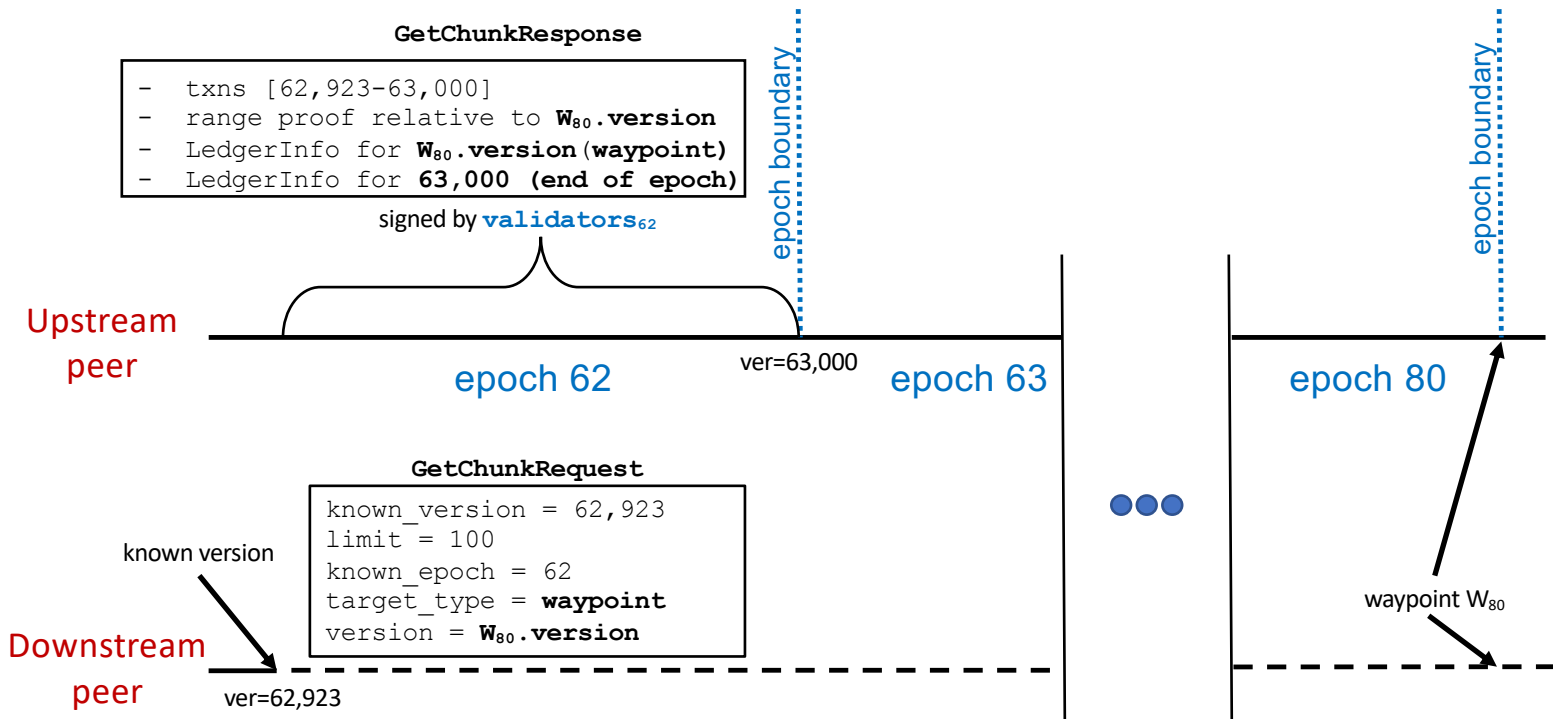 GetChunkResponse
- txns [62,923-63,000]
- range proof relative to W₈₀.version
- LedgerInfo for W₈₀.version(waypoint)
- LedgerInfo for 63,000 (end of epoch)
signed by validators₆₂
epoch boundary
epoch boundary
Upstream
peer
ver=63,000
epoch 62
epoch 63
epoch 80
GetChunkRequest
known_version = 62,923
limit = 100
known_epoch = 62
target_type = waypoint
version = W₈₀.version
known version
waypoint W₈₀
Downstream
peer
ver=62,923